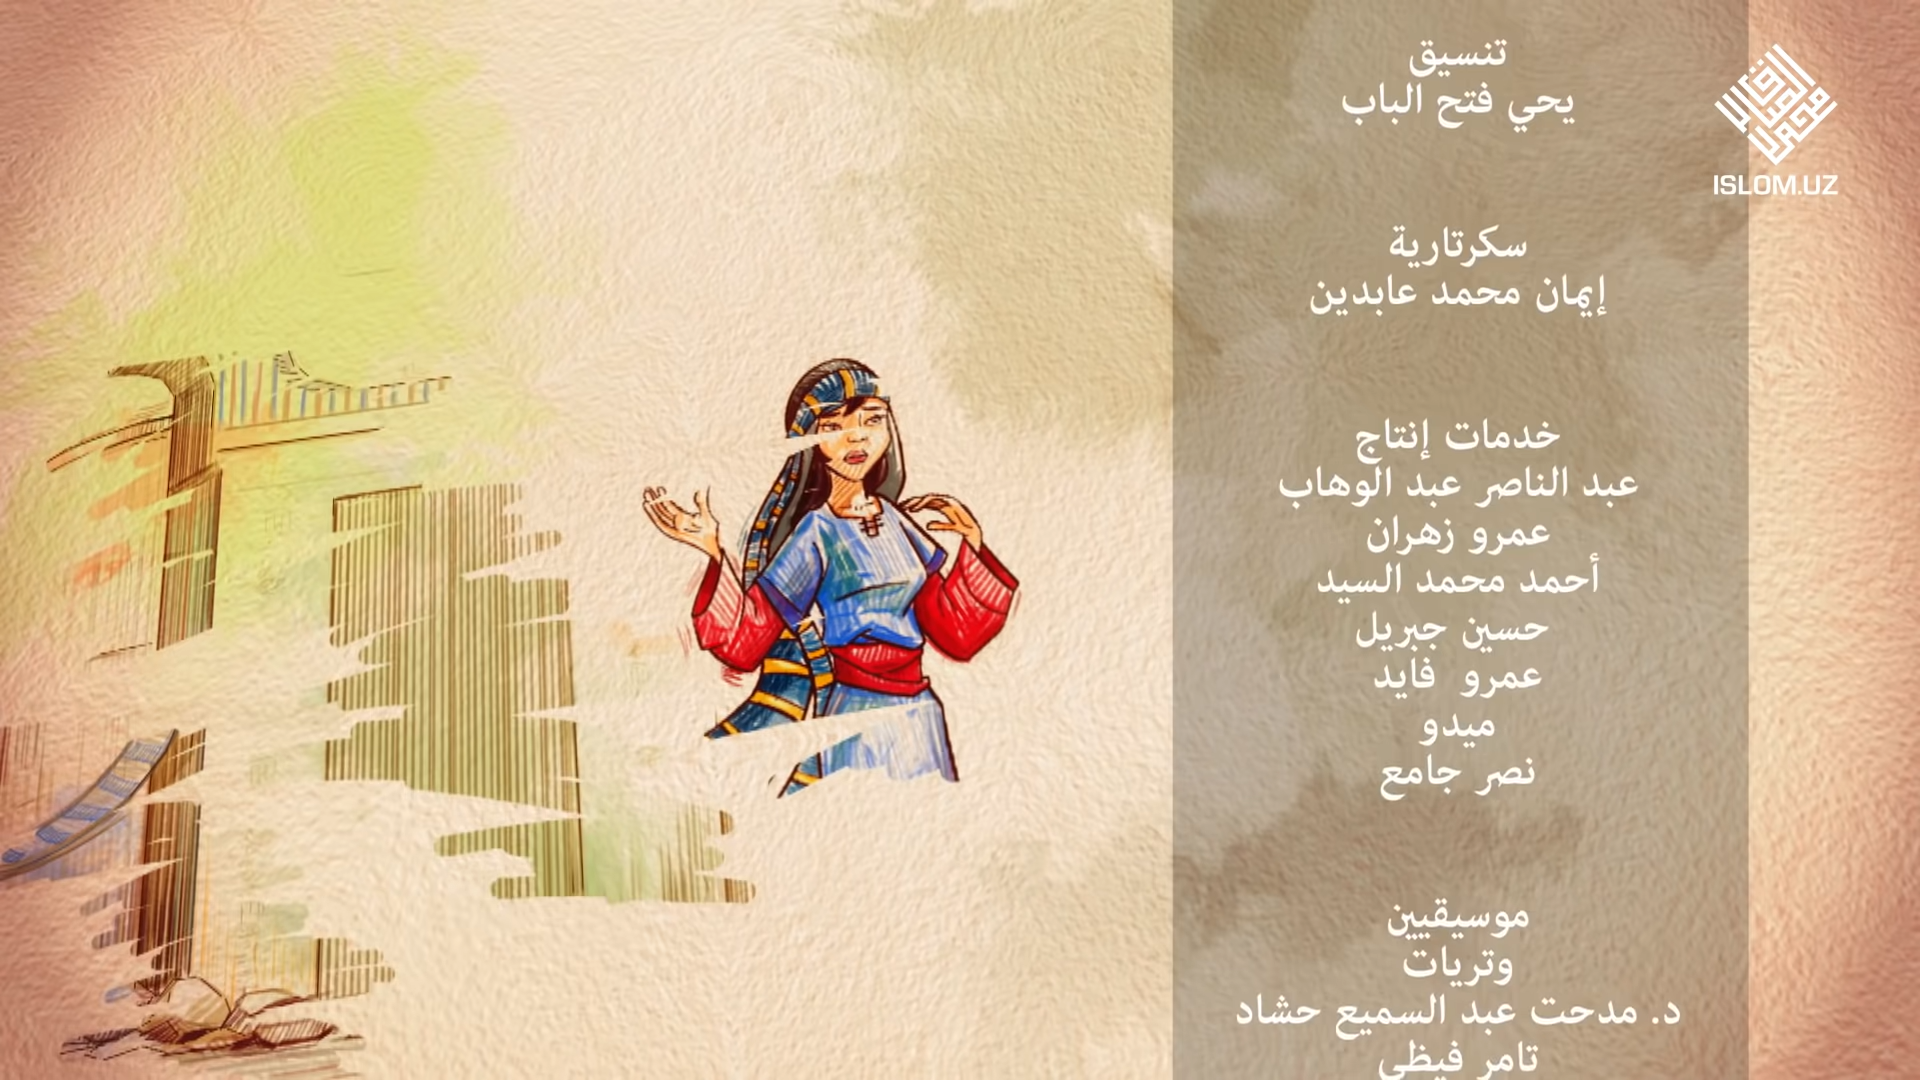 تنسيق
يحي فتح الباب
سكرتارية
إيمان محمد عابدين
خدمات إنتاج
عبد الناصر عبد الوهاب
عمرو زهران
أحمد محمد السيد
حسين جبريل
عمرو فايد
ميدو
نصر جامع
موسيقيين
وتريات
د. مدحت عبد السميع حشاد
تامر فيظي
ISLOM.UZ